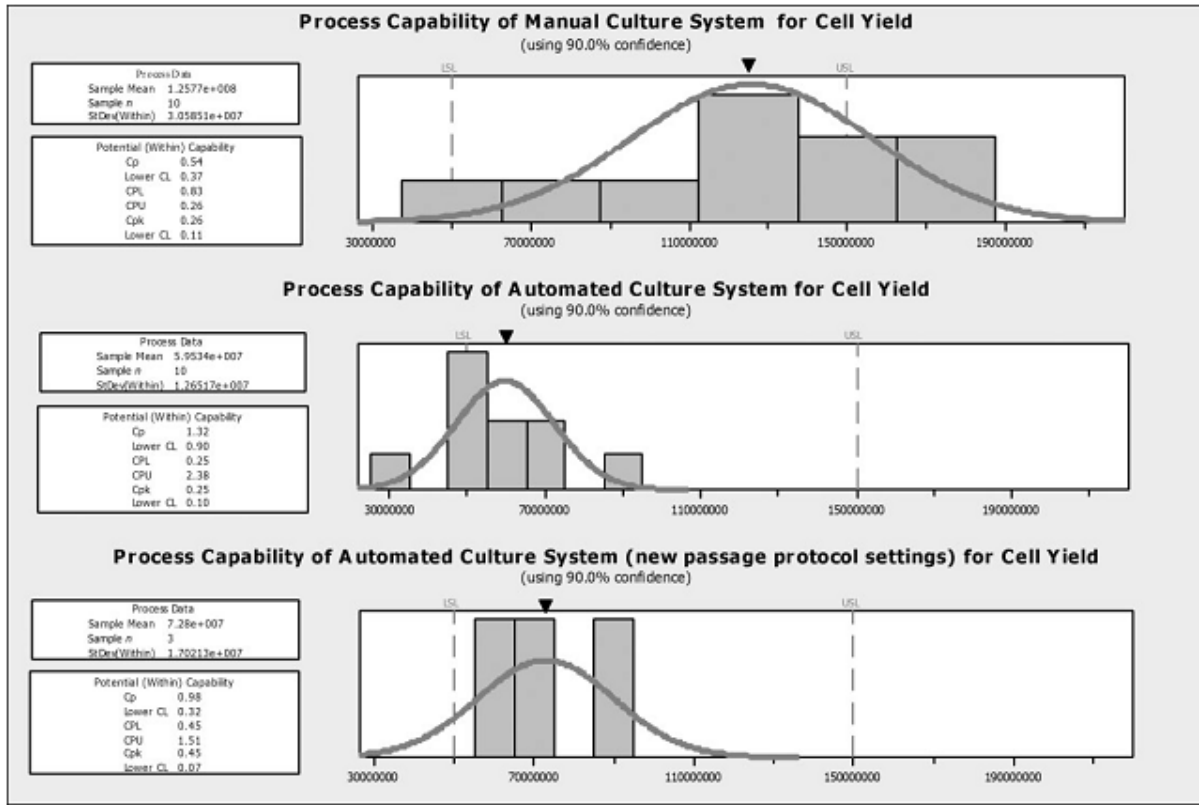 Process Capability of Manual Culture System for Cell Yield
(using 90.0% confidence)
LSL
USL
Process Data
Sample Mean 1.2577e+008
Sample n 10
StDev(Within) 3.05851e+007
Potential (Within) Capability
Cp 0.54
Lower CL 0.37
CPL 0.83
CPU 0.26
Cpk 0.26
Lower CL 0.11
30000000 70000000 110000000 150000000 190000000
Process Capability of Automated Culture System for Cell Yield
(using 90.0% confidence)
LSL
USL
Process Data
Sample Mean 5.9534e+007
Sample n 10
StDev(Within) 1.26517e+007
Potential (Within) Capability
Cp 1.32
Lower CL 0.90
CPL 0.25
CPU 2.38
Cpk 0.25
Lower CL 0.10
30000000 70000000 110000000 150000000 190000000
Process Capability of Automated Culture System (new passage protocol settings) for Cell Yield
(using 90.0% confidence)
LSL
USL
Process Data
Sample Mean 7.28e+007
Sample n 3
StDev(Within) 1.70213e+007
Potential (Within) Capability
Cp 0.98
Lower CL 0.32
CPL 0.45
CPU 1.51
Cpk 0.45
Lower CL 0.07
30000000 70000000 110000000 150000000 190000000